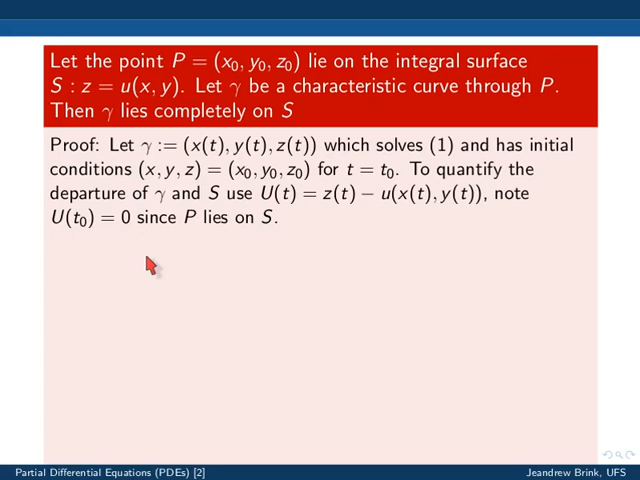 Let the point P = (x₀, y₀, z₀) lie on the integral surface
S : z = u(x, y). Let γ be a characteristic curve through P.
Then γ lies completely on S
Proof: Let γ := (x(t), y(t), z(t)) which solves (1) and has initial
conditions (x, y, z) = (x₀, y₀, z₀) for t = t₀. To quantify the
departure of γ and S use U(t) = z(t) − u(x(t), y(t)), note
U(t₀) = 0 since P lies on S.
Partial Differential Equations (PDEs) [2]
Jeandrew Brink, UFS